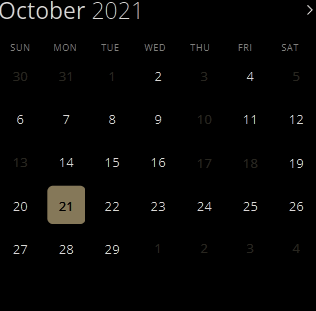 October 2021
SUN MON TUE WED THU FRI SAT
30 31 1 2 3 4 5
6 7 8 9 10 11 12
13 14 15 16 17 18 19
20 21 22 23 24 25 26
27 28 29 1 2 3 4